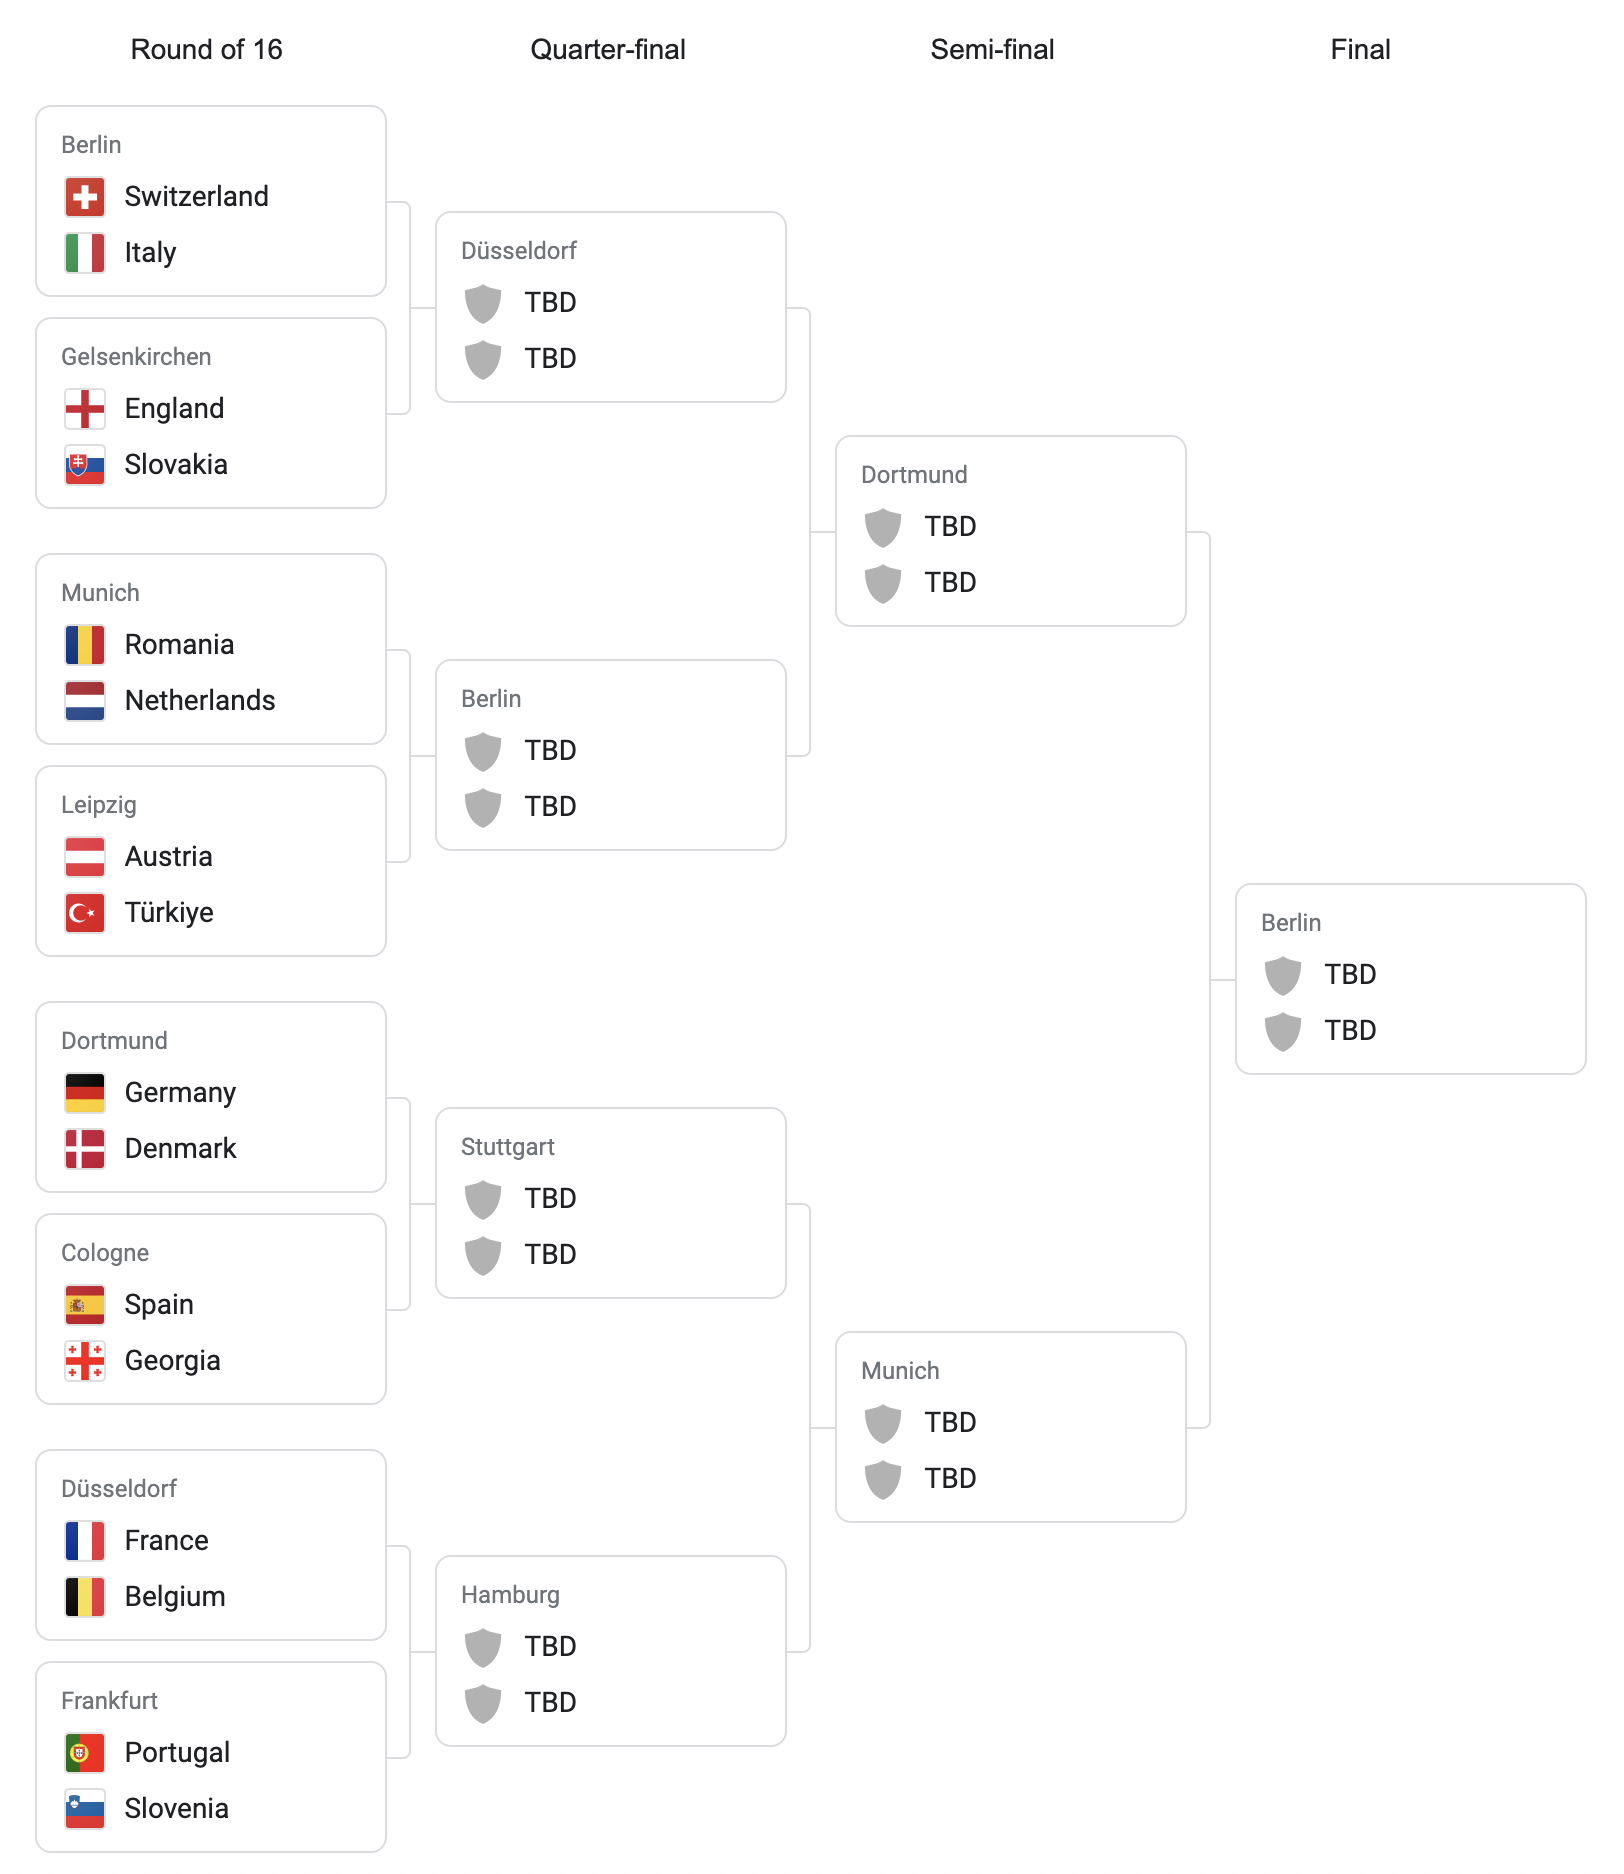 Round of 16
Quarter-final
Semi-final
Final
Berlin
Switzerland
Italy
Gelsenkirchen
England
Slovakia
Munich
Romania
Netherlands
Leipzig
Austria
Türkiye
Dortmund
Germany
Denmark
Cologne
Spain
Georgia
Düsseldorf
France
Belgium
Frankfurt
Portugal
Slovenia
Düsseldorf
TBD
TBD
Berlin
TBD
TBD
Stuttgart
TBD
TBD
Hamburg
TBD
TBD
Dortmund
TBD
TBD
Munich
TBD
TBD
Berlin
TBD
TBD